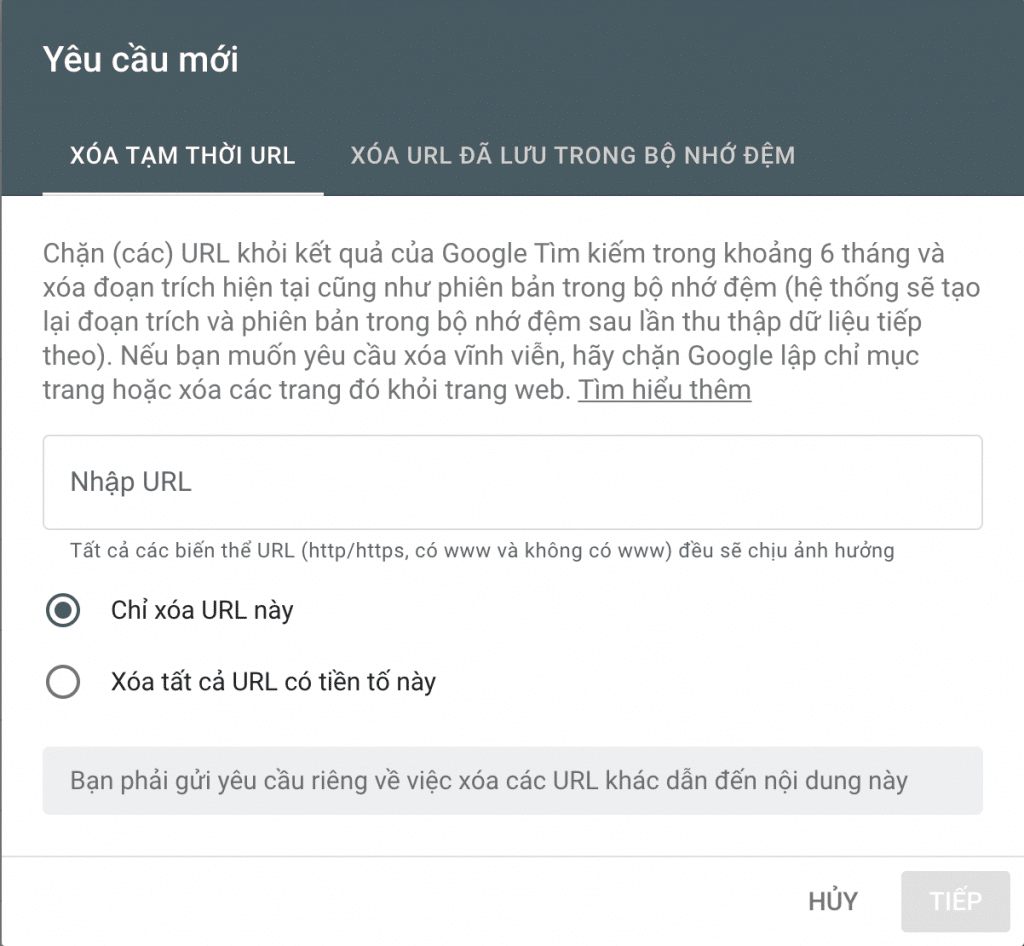 Yêu cầu mới
XÓA TẠM THỜI URL
XÓA URL ĐÃ LƯU TRONG BỘ NHỚ ĐỆM
Chặn (các) URL khỏi kết quả của Google Tìm kiếm trong khoảng 6 tháng và
xóa đoạn trích hiện tại cũng như phiên bản trong bộ nhớ đệm (hệ thống sẽ tạo
lại đoạn trích và phiên bản trong bộ nhớ đệm sau lần thu thập dữ liệu tiếp
theo). Nếu bạn muốn yêu cầu xóa vĩnh viễn, hãy chặn Google lập chỉ mục
trang hoặc xóa các trang đó khỏi trang web. Tìm hiểu thêm
Nhập URL
Tất cả các biến thể URL (http/https, có www và không có www) đều sẽ chịu ảnh hưởng
Chỉ xóa URL này
Xóa tất cả URL có tiền tố này
Bạn phải gửi yêu cầu riêng về việc xóa các URL khác dẫn đến nội dung này
HỦY
TIẾP